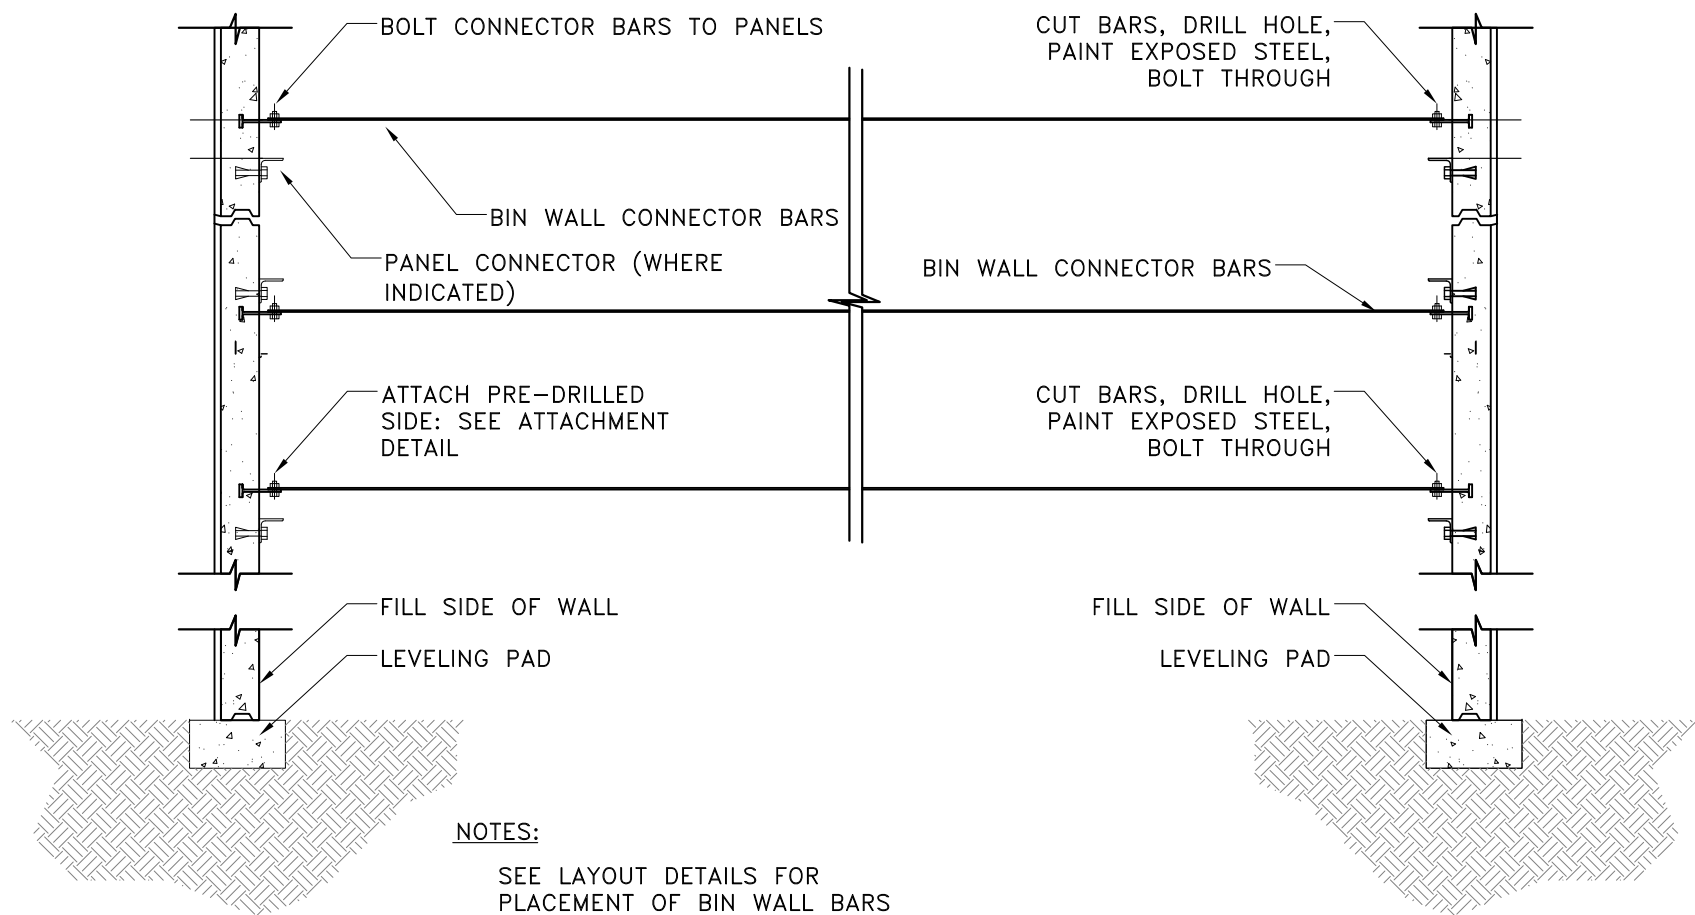 BOLT CONNECTOR BARS TO PANELS
CUT BARS, DRILL HOLE,
PAINT EXPOSED STEEL,
BOLT THROUGH
BIN WALL CONNECTOR BARS
PANEL CONNECTOR (WHERE
INDICATED)
BIN WALL CONNECTOR BARS
ATTACH PRE-DRILLED
SIDE: SEE ATTACHMENT
DETAIL
CUT BARS, DRILL HOLE,
PAINT EXPOSED STEEL,
BOLT THROUGH
FILL SIDE OF WALL
FILL SIDE OF WALL
LEVELING PAD
LEVELING PAD
NOTES:
SEE LAYOUT DETAILS FOR
PLACEMENT OF BIN WALL BARS